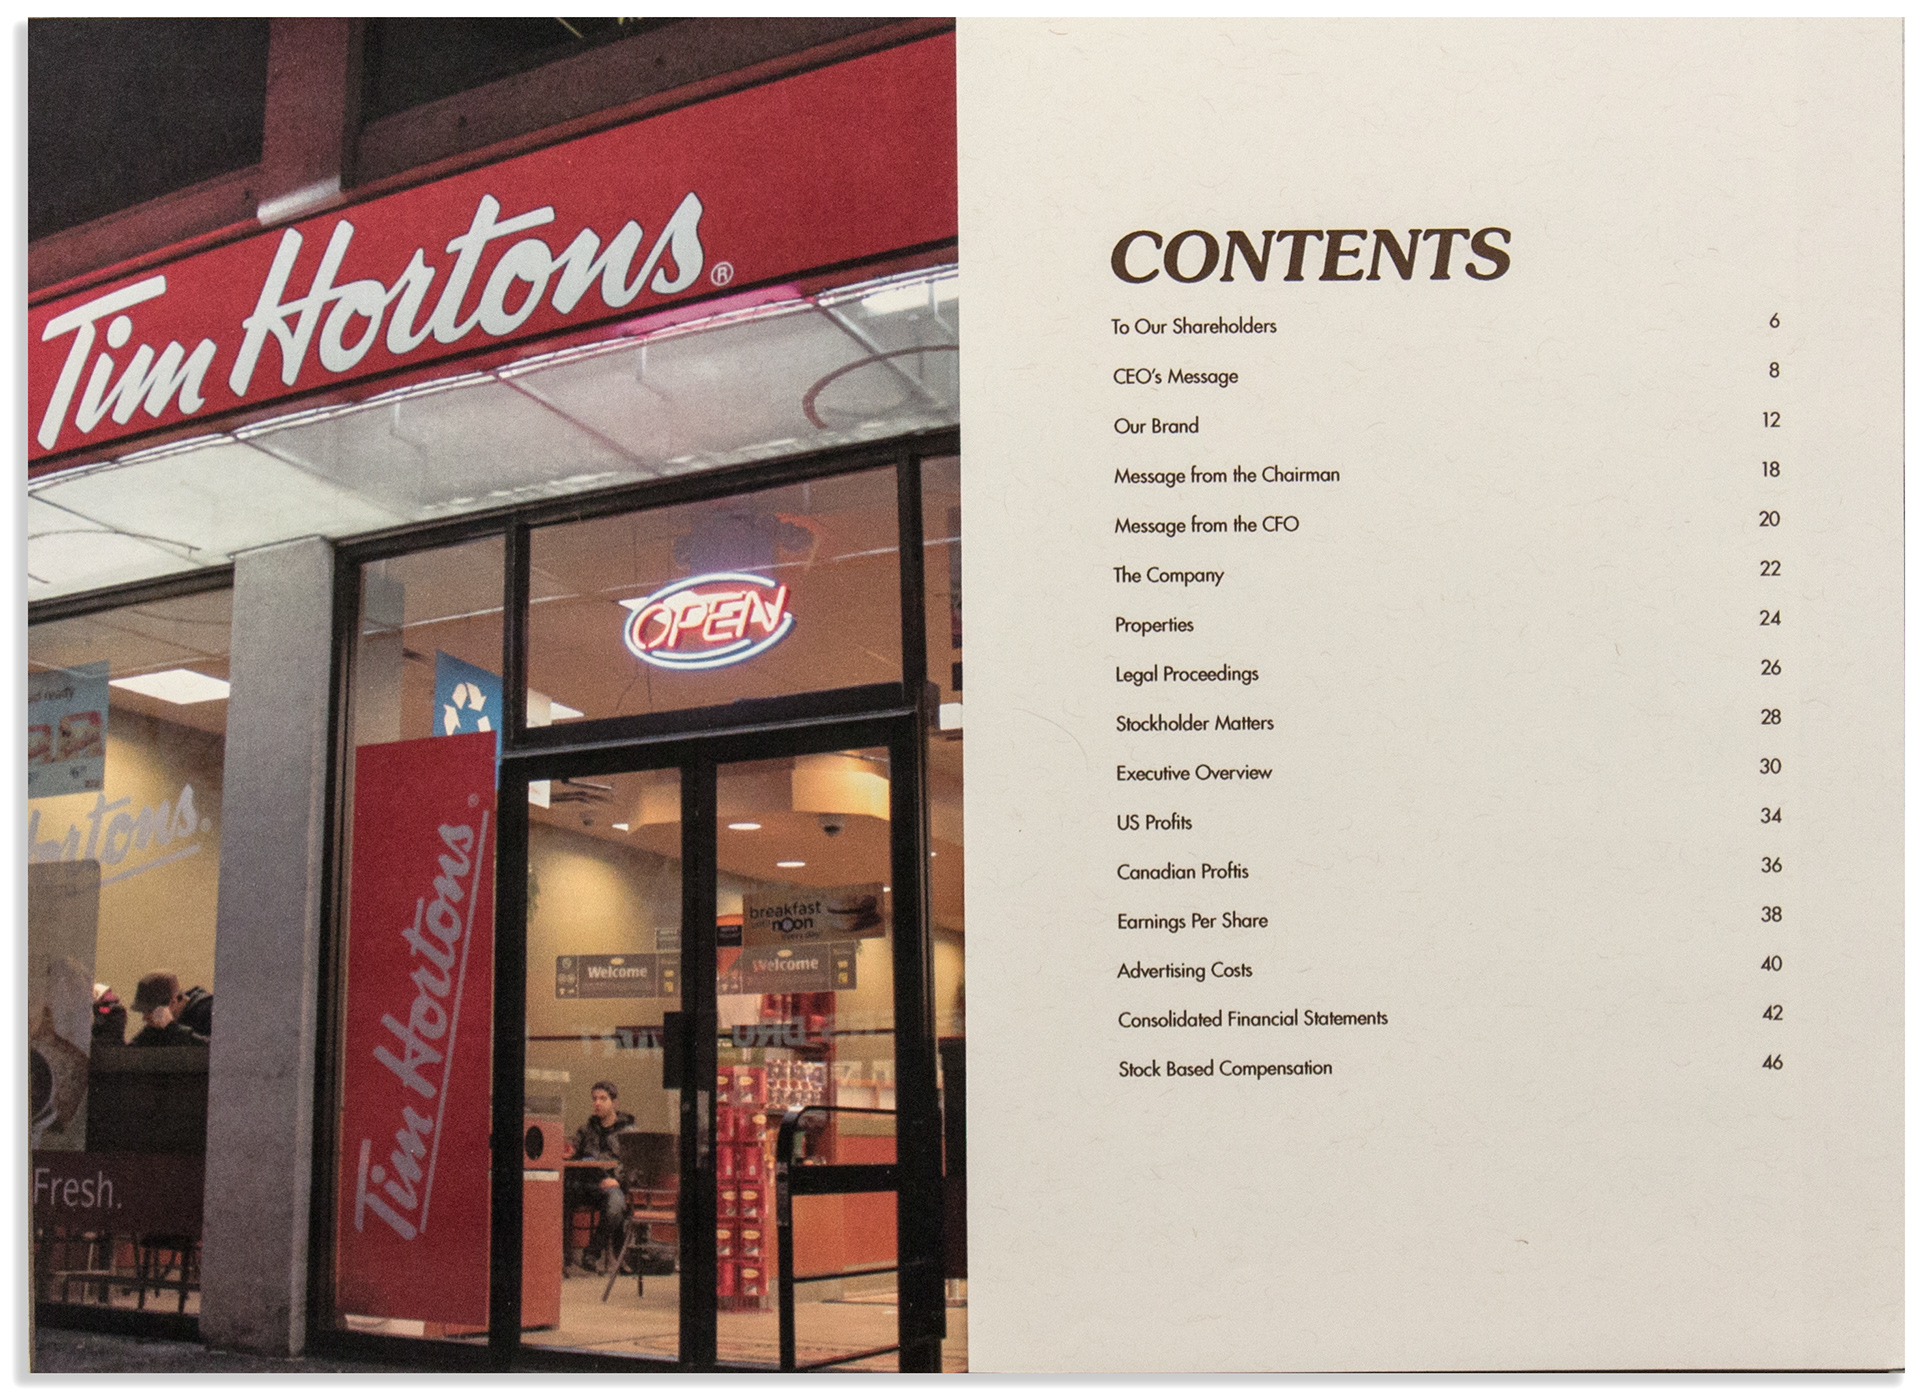 Tim Hortons®
OPEN
Hortons.
Tim Hortons®
breakfast
noon
every day
Welcome
Welcome
Fresh.
CONTENTS
To Our Shareholders 6
CEO's Message 8
Our Brand 12
Message from the Chairman 18
Message from the CFO 20
The Company 22
Properties 24
Legal Proceedings 26
Stockholder Matters 28
Executive Overview 30
US Profits 34
Canadian Proftis 36
Earnings Per Share 38
Advertising Costs 40
Consolidated Financial Statements 42
Stock Based Compensation 46